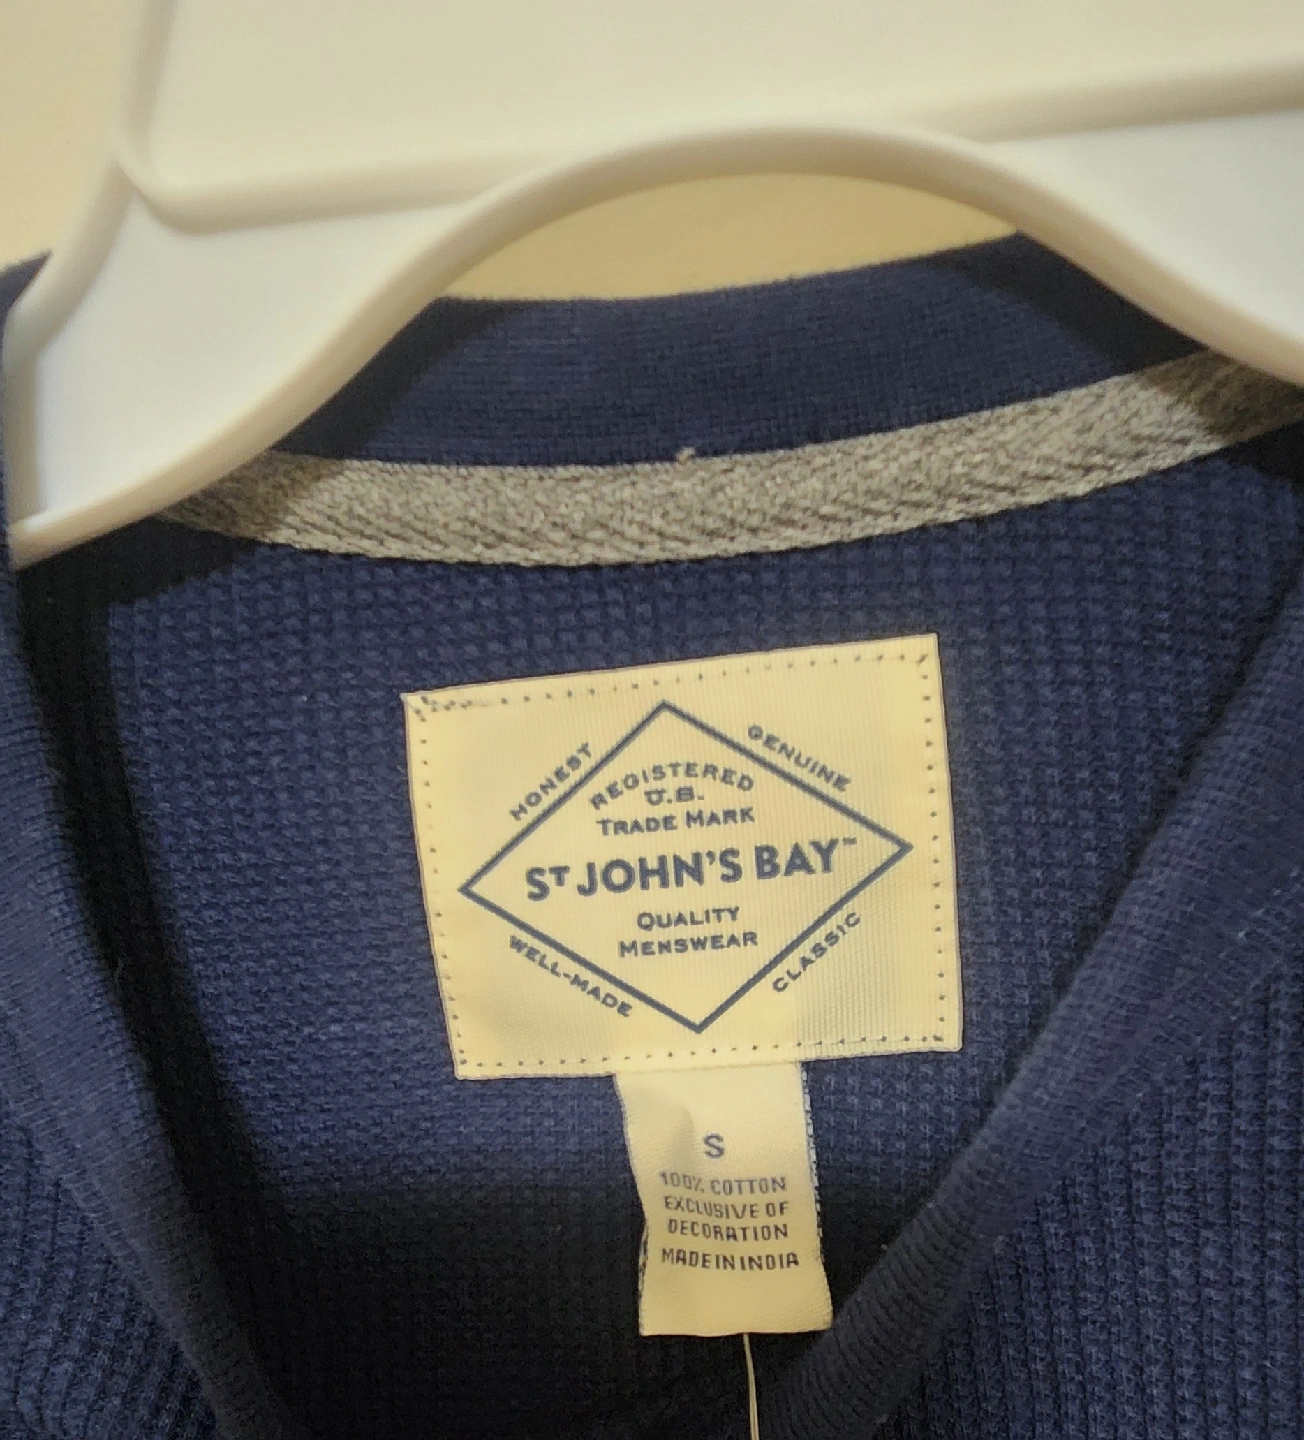 HONEST
GENUINE
REGISTERED
U.S.
TRADE MARK
ST JOHN'S BAY™
QUALITY
MENSWEAR
WELL-MADE
CLASSIC
S
100% COTTON
EXCLUSIVE OF
DECORATION
MADE IN INDIA